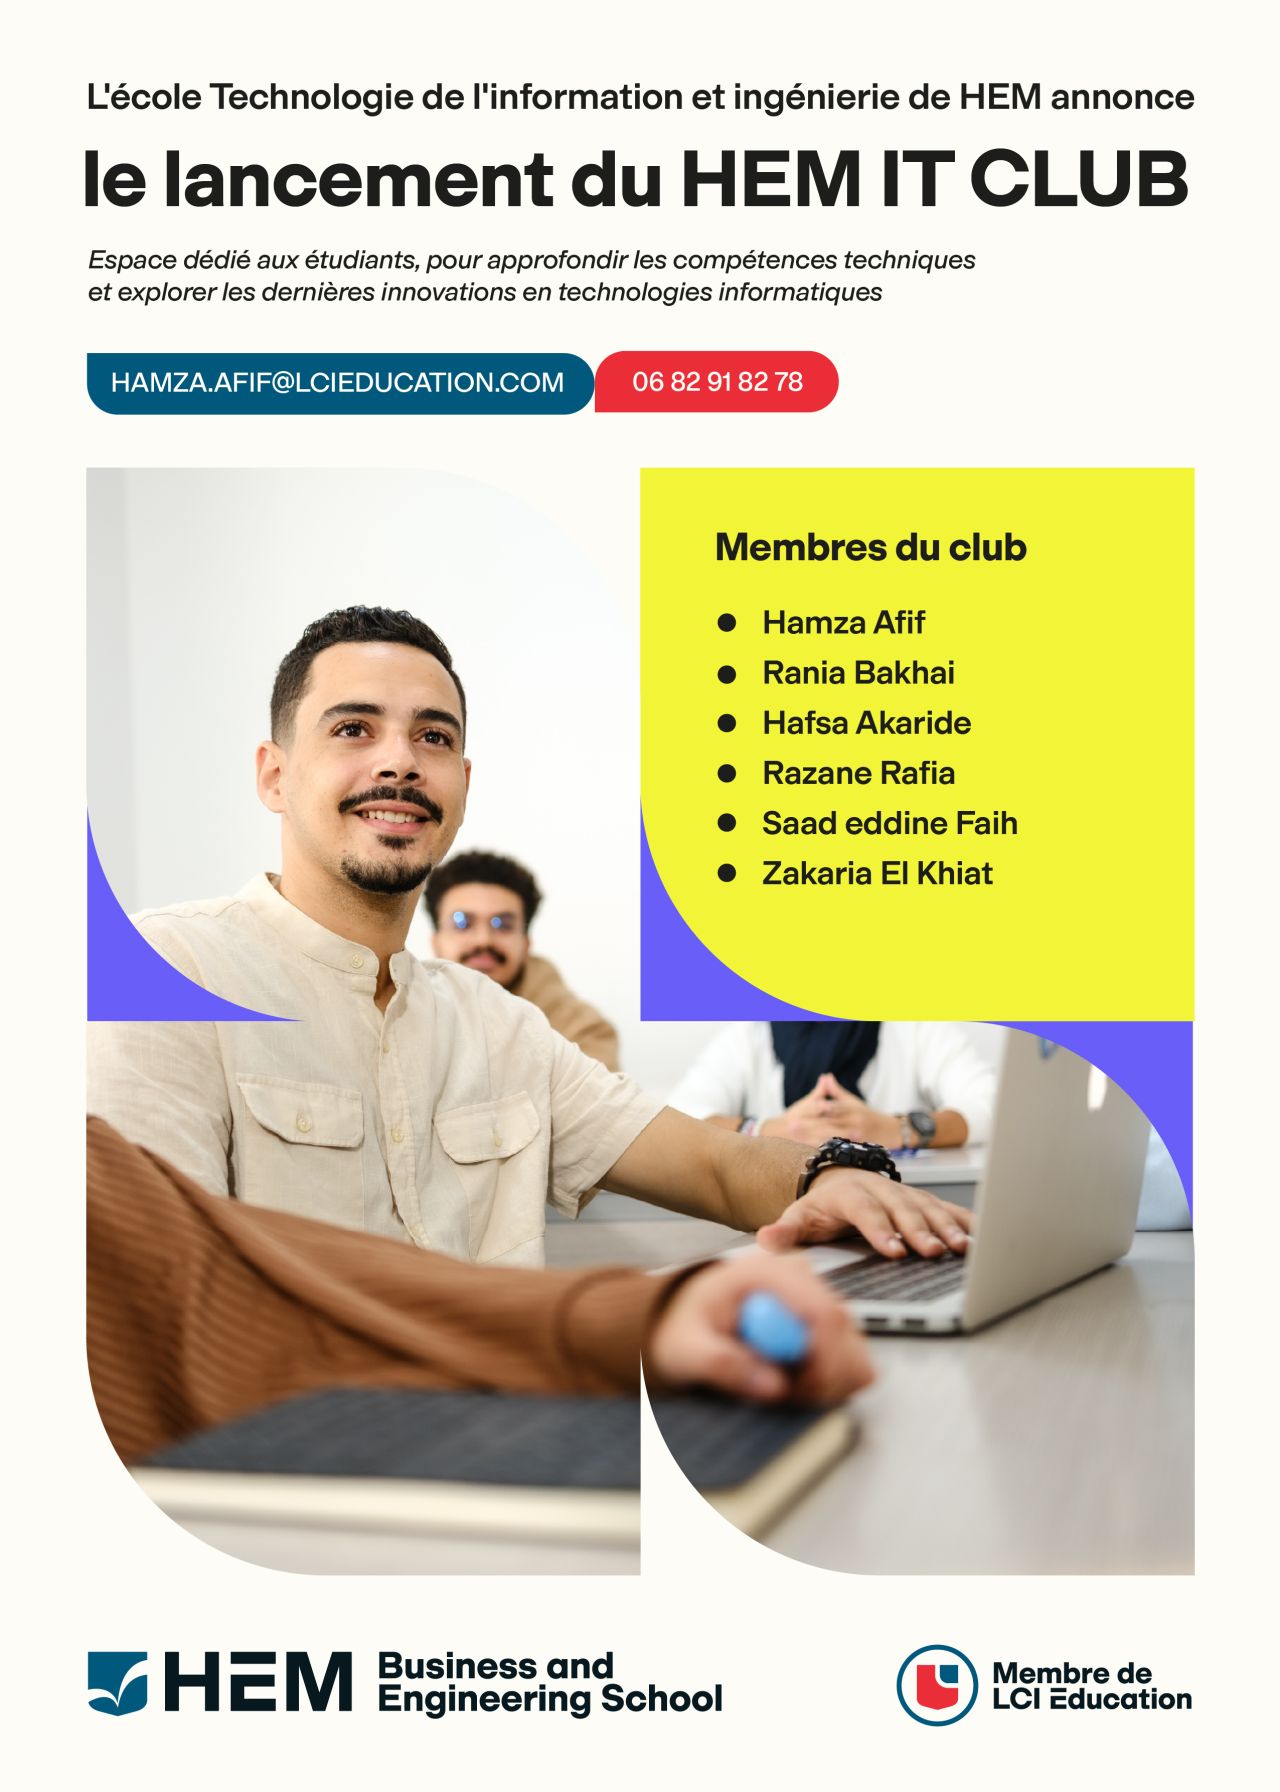 L'école Technologie de l'information et ingénierie de HEM annonce
le lancement du HEM IT CLUB
Espace dédié aux étudiants, pour approfondir les compétences techniques
et explorer les dernières innovations en technologies informatiques
HAMZA.AFIF@LCIEDUCATION.COM
06 82 91 82 78
Membres du club
● Hamza Afif
● Rania Bakhai
● Hafsa Akaride
● Razane Rafia
● Saad eddine Faih
● Zakaria El Khiat
HEM
Business and
Engineering School
Membre de
LCI Education